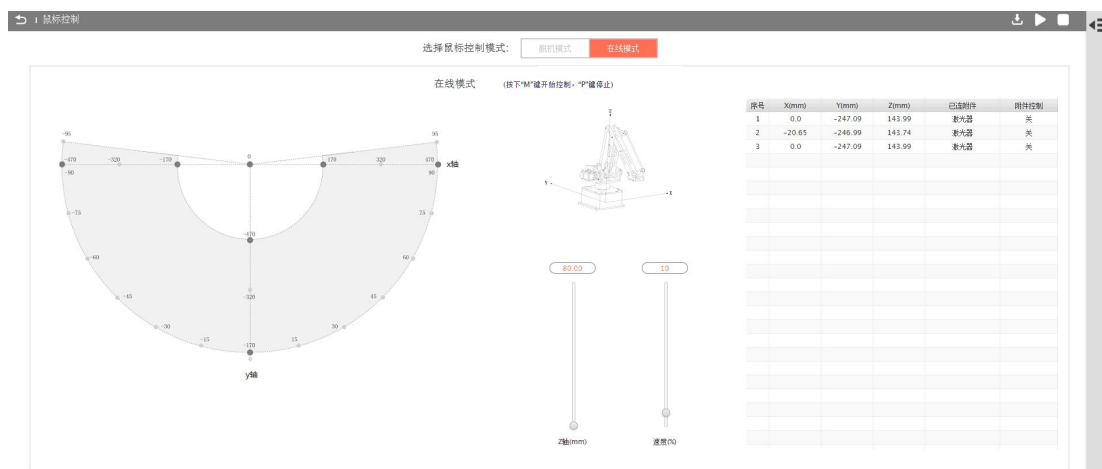 鼠标控制
选择鼠标控制模式: 脱机模式 在线模式
在线模式 (按下“M”键开始控制,“P”键停止)
-95 95
-470 -320 -170 0 170 320 470 x轴
-90 90
-75 75
-470
-60 60
-45 -320 45
-30 30
-15 -170 15
y轴
Z
Y X
80.00 10
Z轴(mm) 速度(%)
序号 X(mm) Y(mm) Z(mm) 已连附件 附件控制
1 0.0 -247.09 143.99 激光器 关
2 -20.65 -246.99 143.74 激光器 关
3 0.0 -247.09 143.99 激光器 关